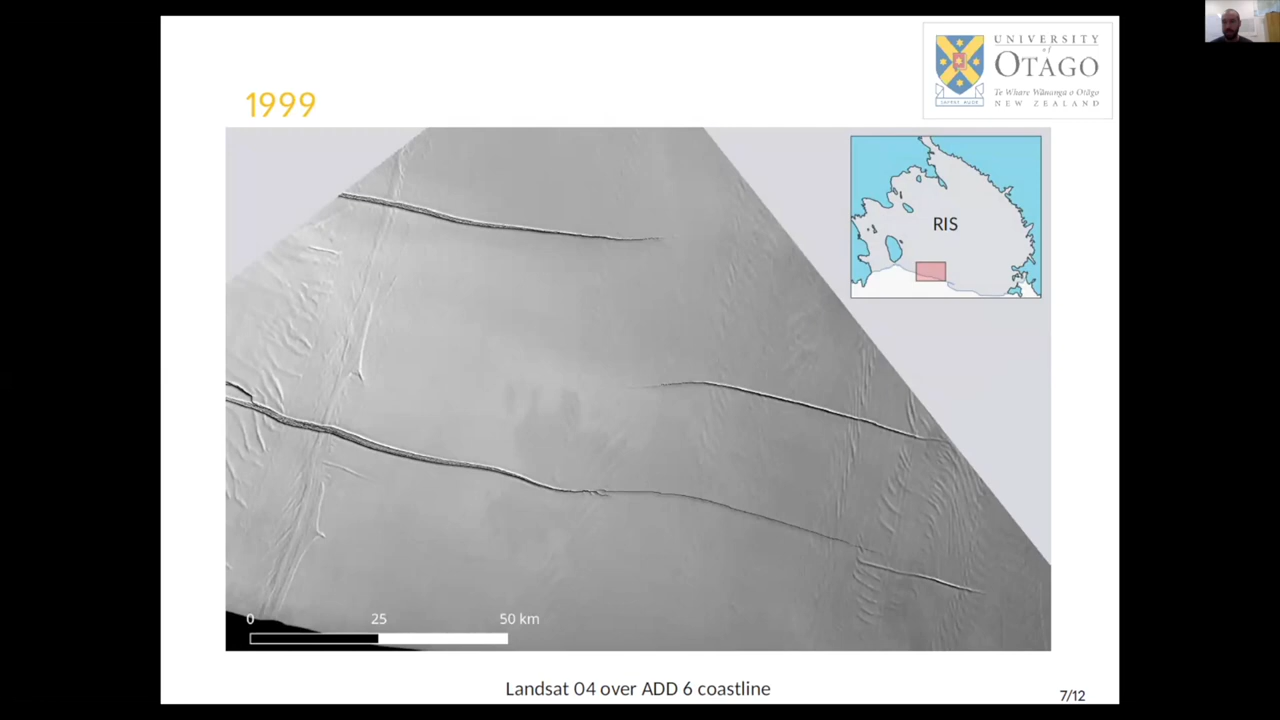 1999
UNIVERSITY
of
OTAGO
Te Whare Wānanga o Otāgo
NEW ZEALAND
RIS
0 25 50 km
Landsat 04 over ADD 6 coastline
7/12